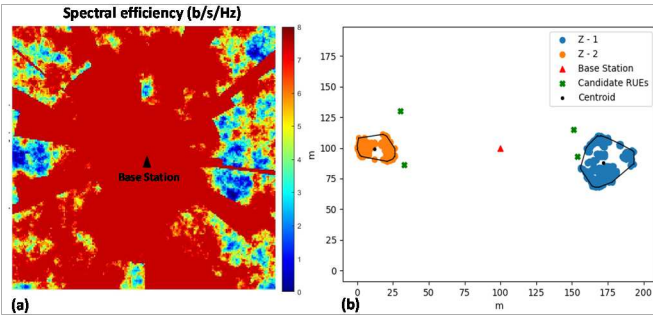 Spectral efficiency (b/s/Hz)
8
7
6
5
4
3
2
1
0
Base Station
(a)
Z - 1
Z - 2
Base Station
Candidate RUEs
Centroid
175
150
125
100
75
50
25
0
m
0 25 50 75 100 125 150 175 200
m
(b)